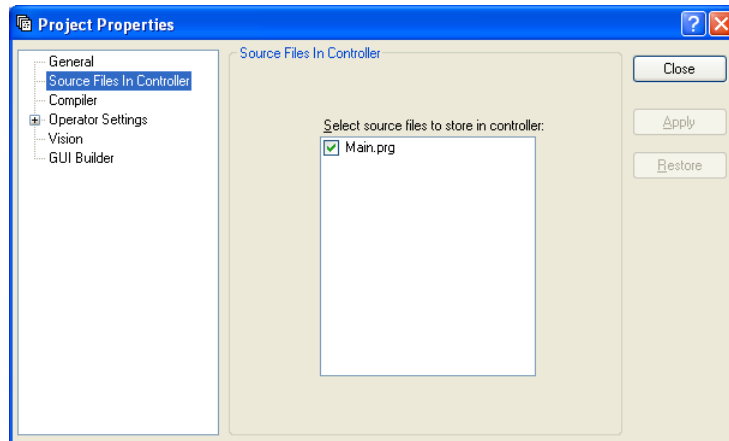 Project Properties
General
Source Files In Controller
Compiler
Operator Settings
Vision
GUI Builder
Source Files In Controller
Select source files to store in controller:
Main.prg
Close
Apply
Restore